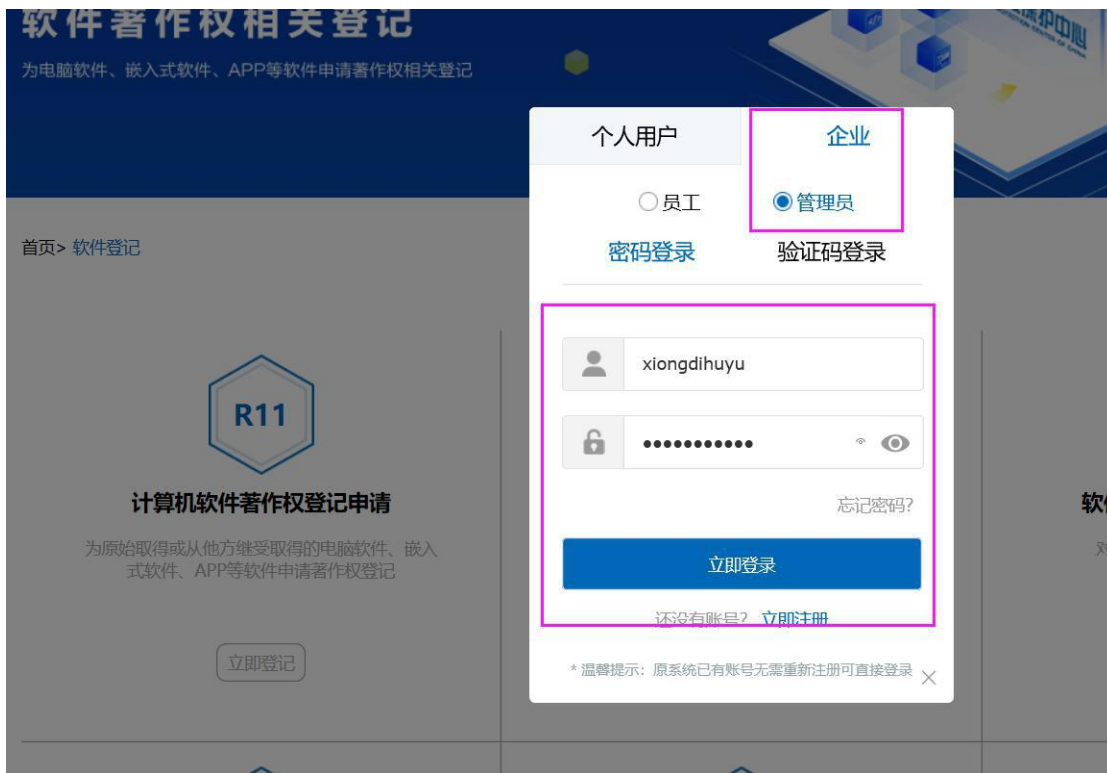 软件著作权相关登记
为电脑软件、嵌入式软件、APP等软件申请著作权相关登记
个人用户 企业
员工 管理员
首页> 软件登记
密码登录 验证码登录
xiongdihuyu
R11
•••••••••••
忘记密码?
计算机软件著作权登记申请
为原始取得或从他方继受取得的电脑软件、嵌入
式软件、APP等软件申请著作权登记
立即登录
还没有账号? 立即注册
立即登记
* 温馨提示：原系统已有账号无需重新注册可直接登录